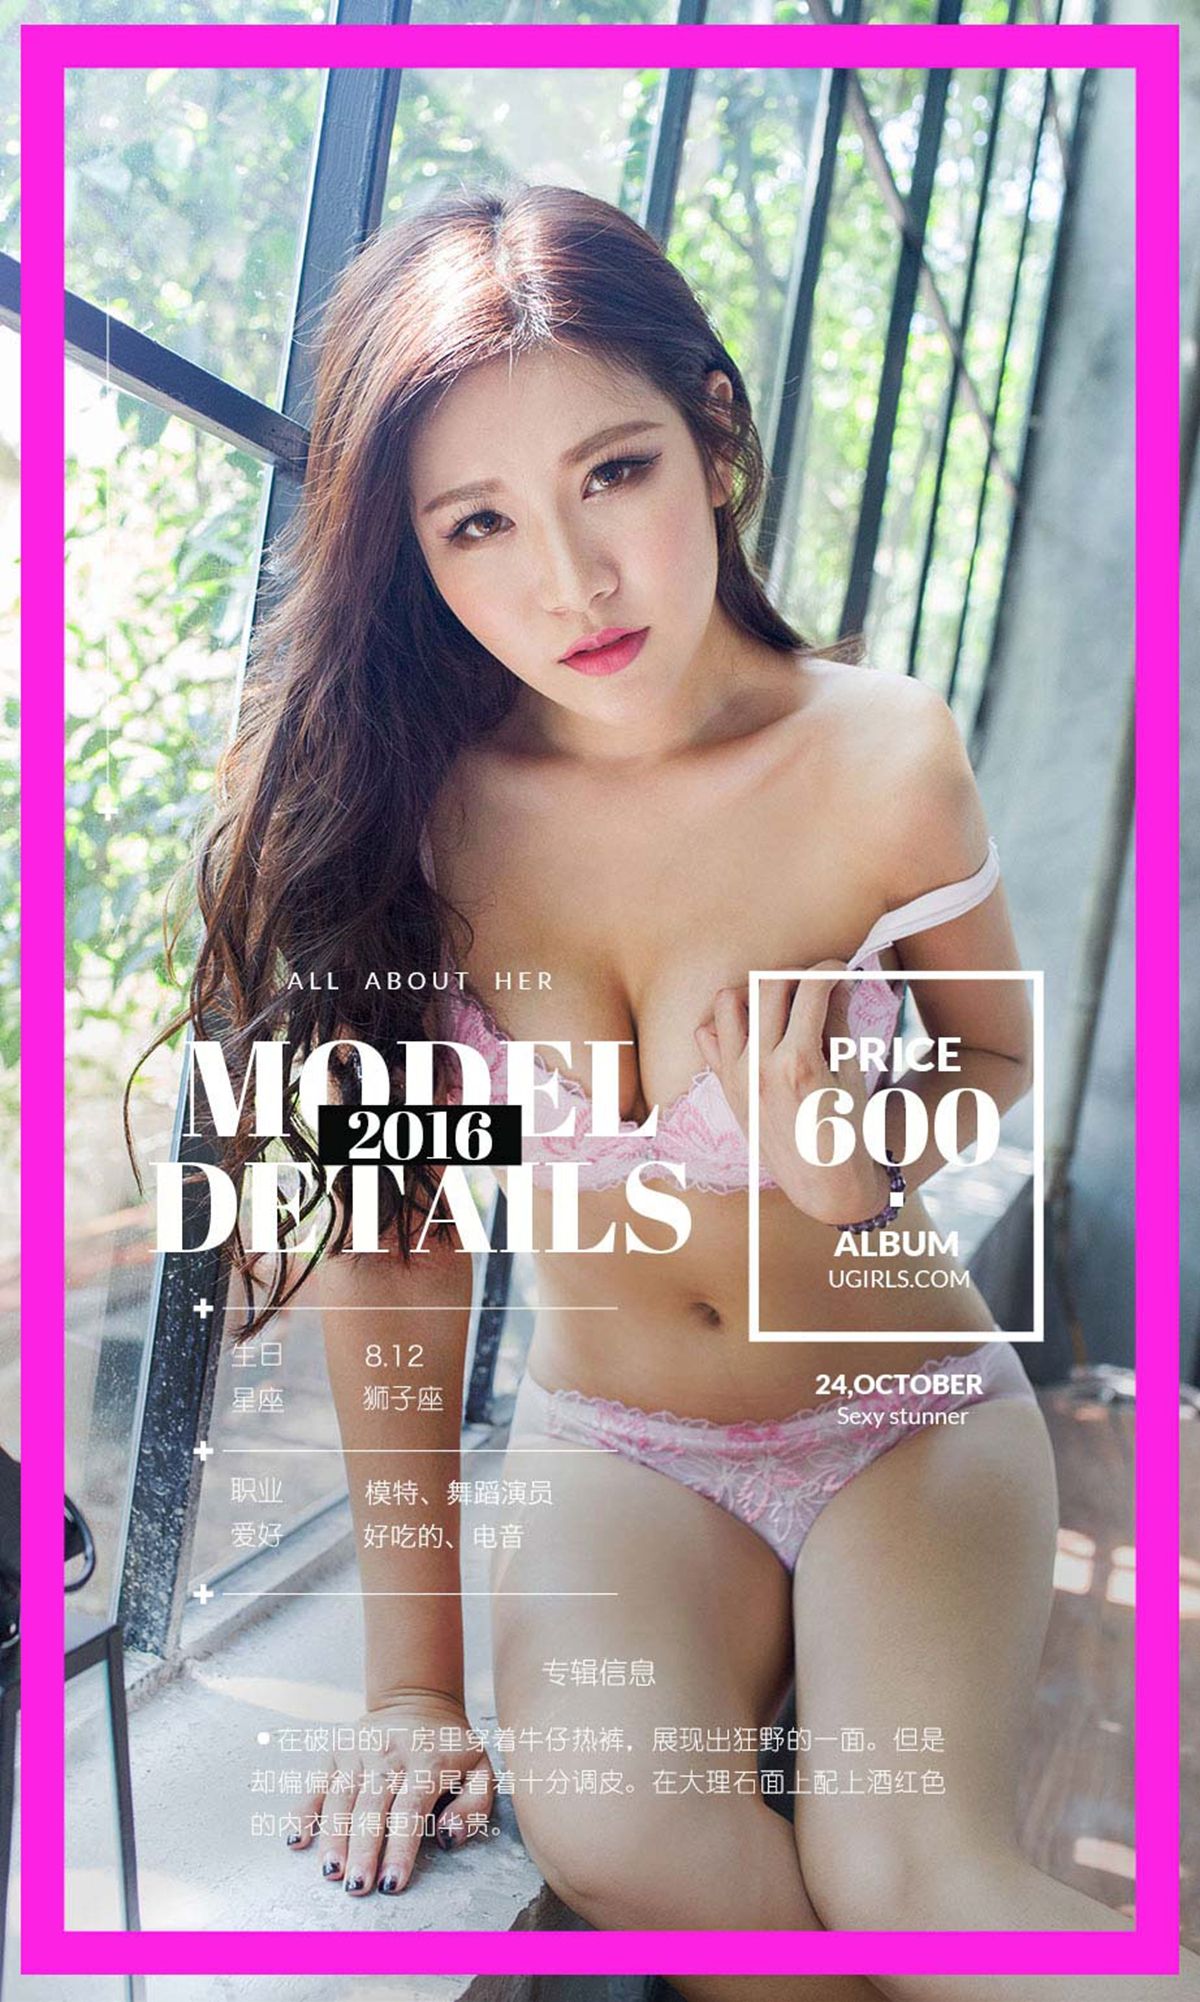 ALL ABOUT HER
MODEL
2016
DETAILS
PRICE
600
ALBUM
UGIRLS.COM
24,OCTOBER
Sexy stunner
生日 8.12
星座 狮子座
职业 模特、舞蹈演员
爱好 好吃的、电音
专辑信息
•在破旧的厂房里穿着牛仔热裤，展现出狂野的一面。但是
却偏偏斜扎着马尾看着十分调皮。在大理石面上配上酒红色
的内衣显得更加华贵。